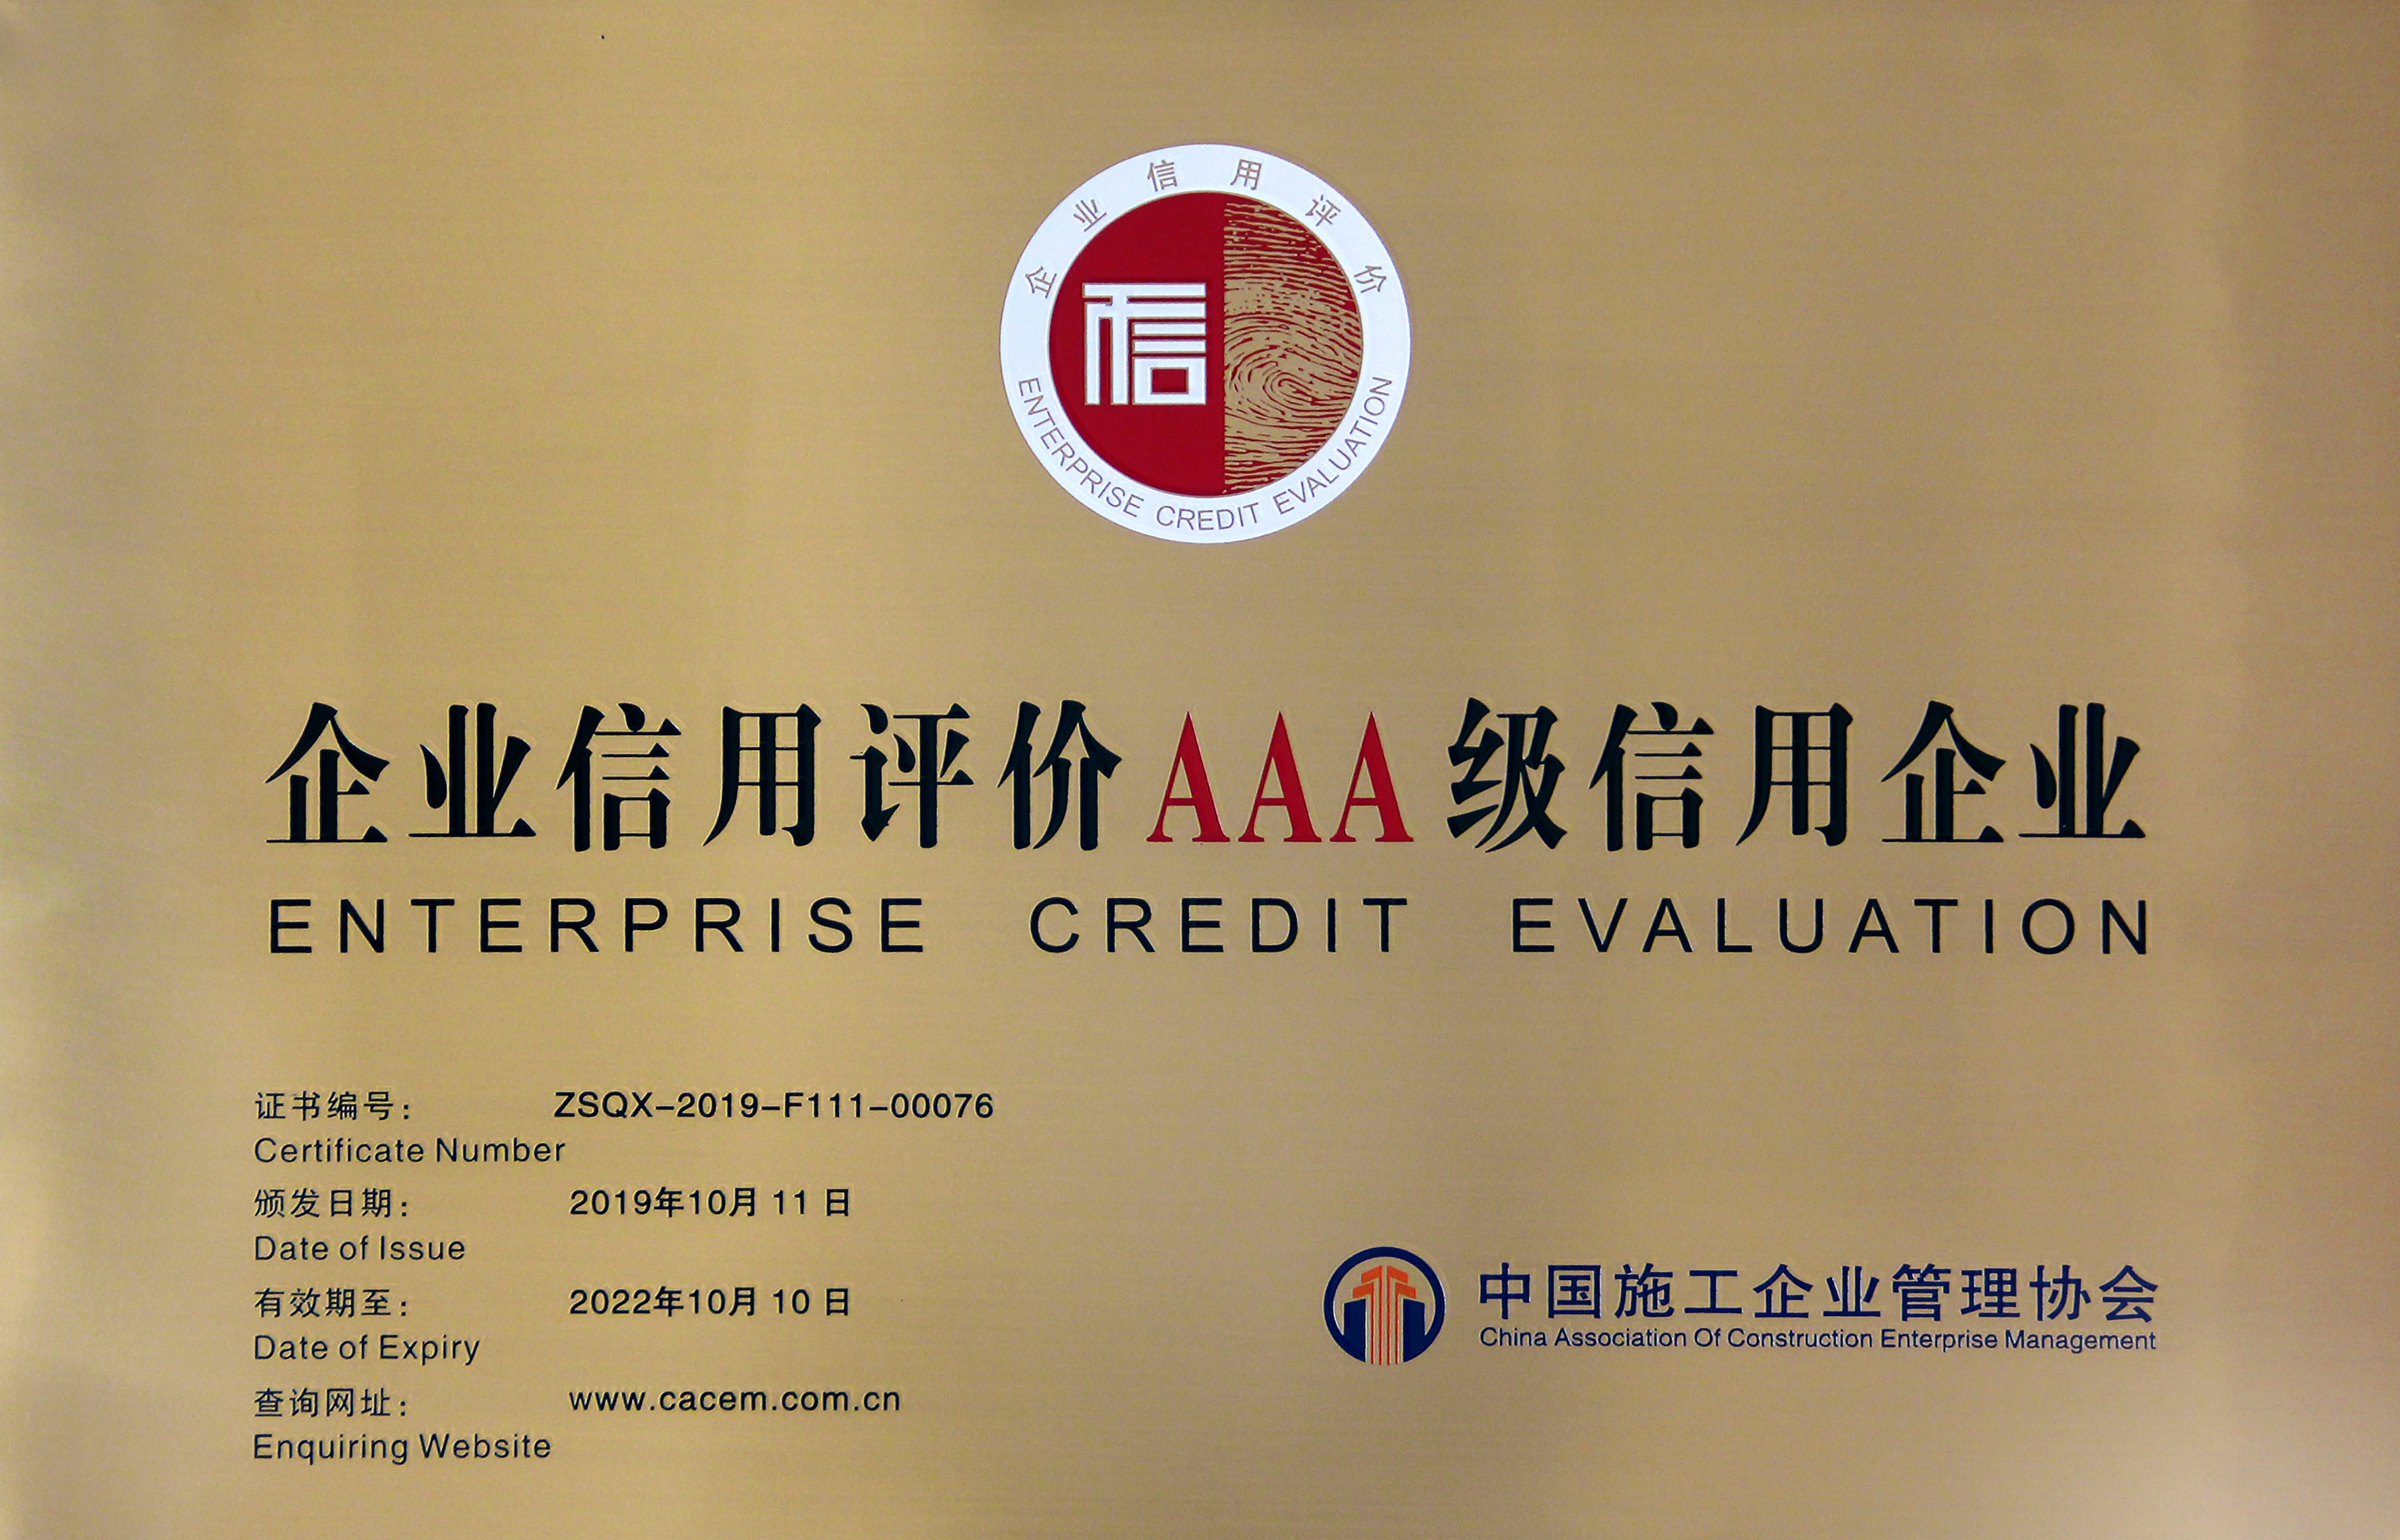 企业信用评价
信
ENTERPRISE CREDIT EVALUATION
企业信用评价AAA级信用企业
ENTERPRISE CREDIT EVALUATION
证书编号： ZSQX-2019-F111-00076
Certificate Number
颁发日期： 2019年10月 11 日
Date of Issue
有效期至： 2022年10月 10 日
Date of Expiry
查询网址： www.cacem.com.cn
Enquiring Website
中国施工企业管理协会
China Association Of Construction Enterprise Management